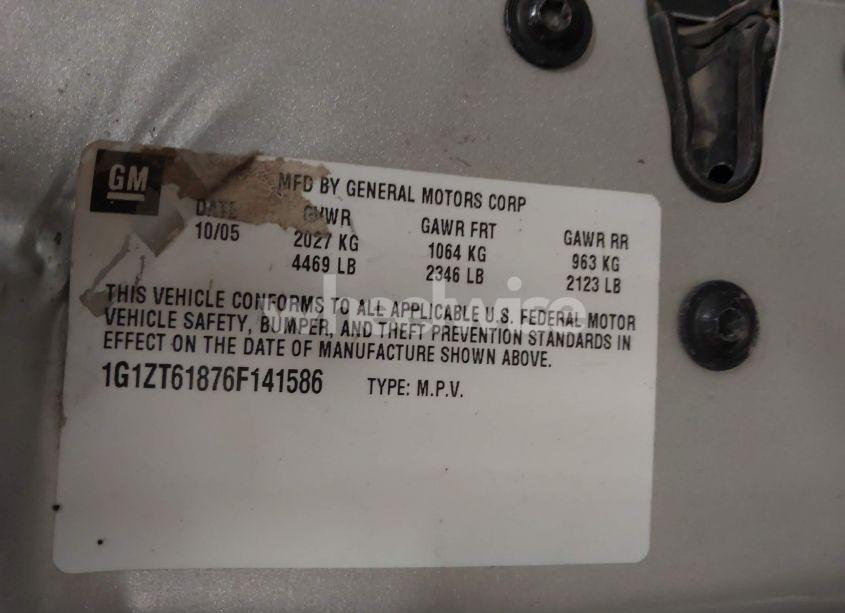 GM
MFD BY GENERAL MOTORS CORP
DATE GVWR GAWR FRT GAWR RR
10/05 2027 KG 1064 KG 963 KG
4469 LB 2346 LB 2123 LB
THIS VEHICLE CONFORMS TO ALL APPLICABLE U.S. FEDERAL MOTOR
VEHICLE SAFETY, BUMPER, AND THEFT PREVENTION STANDARDS IN
EFFECT ON THE DATE OF MANUFACTURE SHOWN ABOVE.
1G1ZT61876F141586 TYPE: M.P.V.